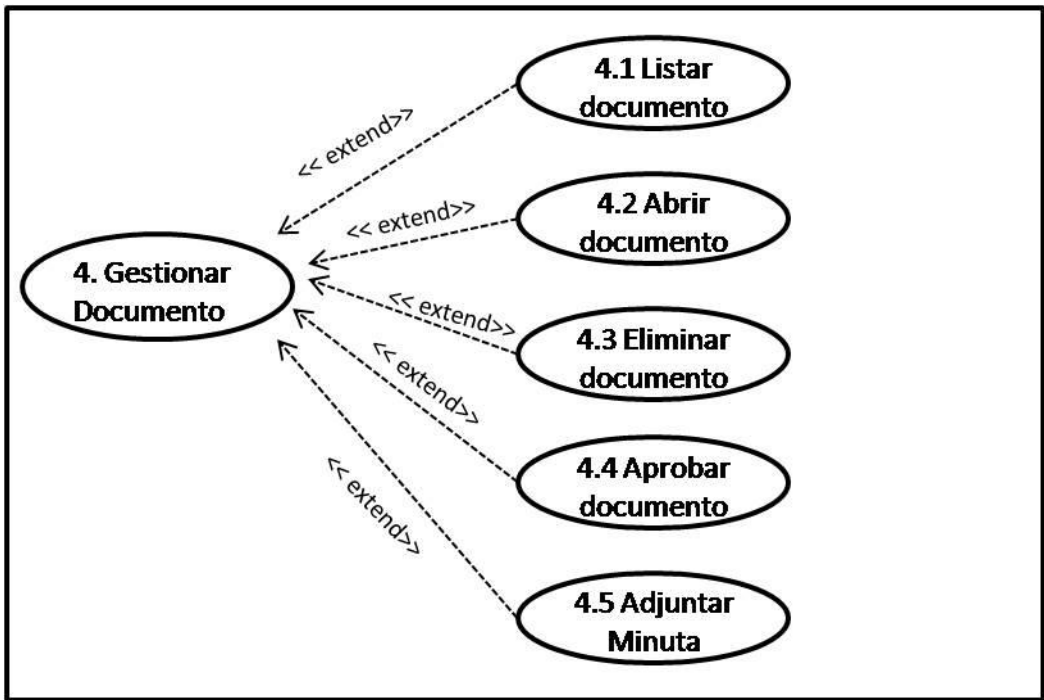 4.1 Listar
documento
<< extend>>
4.2 Abrir
documento
<< extend>>
4. Gestionar
Documento
<< extend>>
4.3 Eliminar
documento
<< extend>>
4.4 Aprobar
documento
<< extend>>
4.5 Adjuntar
Minuta